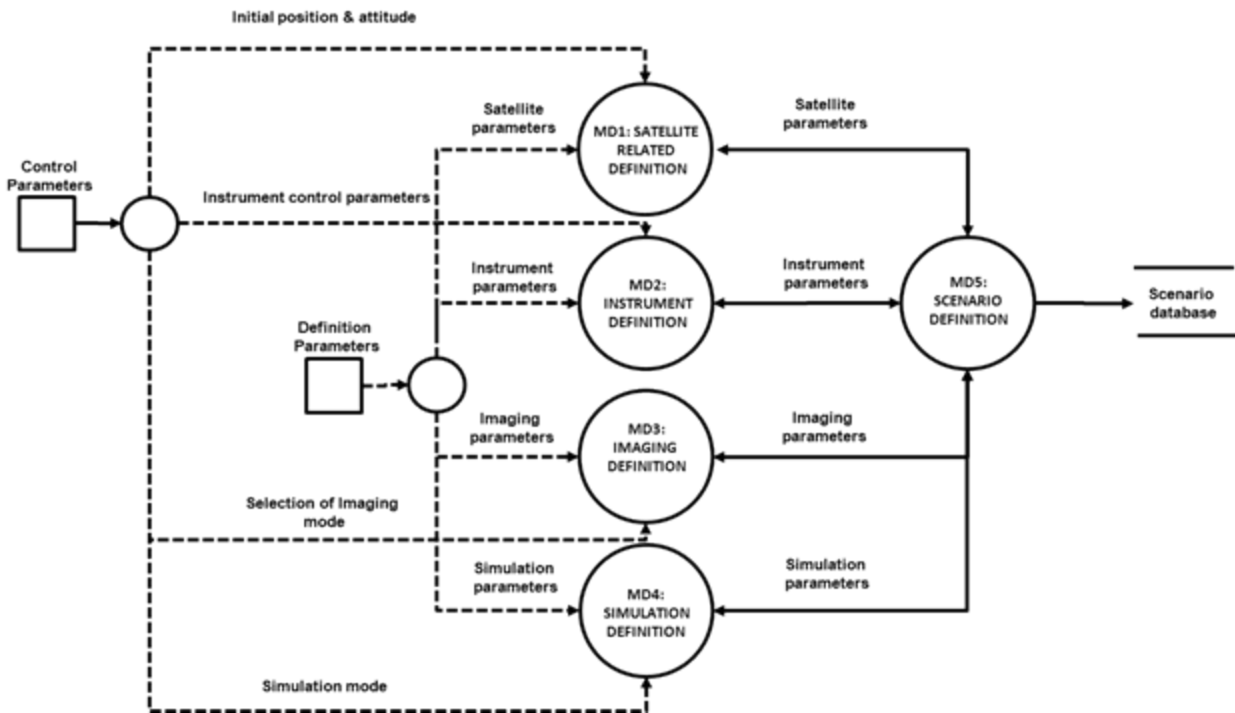 Initial position & attitude
Satellite
parameters
MD1: SATELLITE
RELATED
DEFINITION
Satellite
parameters
Control
Parameters
Instrument control parameters
Instrument
parameters
MD2:
INSTRUMENT
DEFINITION
Instrument
parameters
MD5:
SCENARIO
DEFINITION
Scenario
database
Definition
Parameters
Imaging
parameters
MD3:
IMAGING
DEFINITION
Imaging
parameters
Selection of Imaging
mode
Simulation
parameters
MD4:
SIMULATION
DEFINITION
Simulation
parameters
Simulation mode